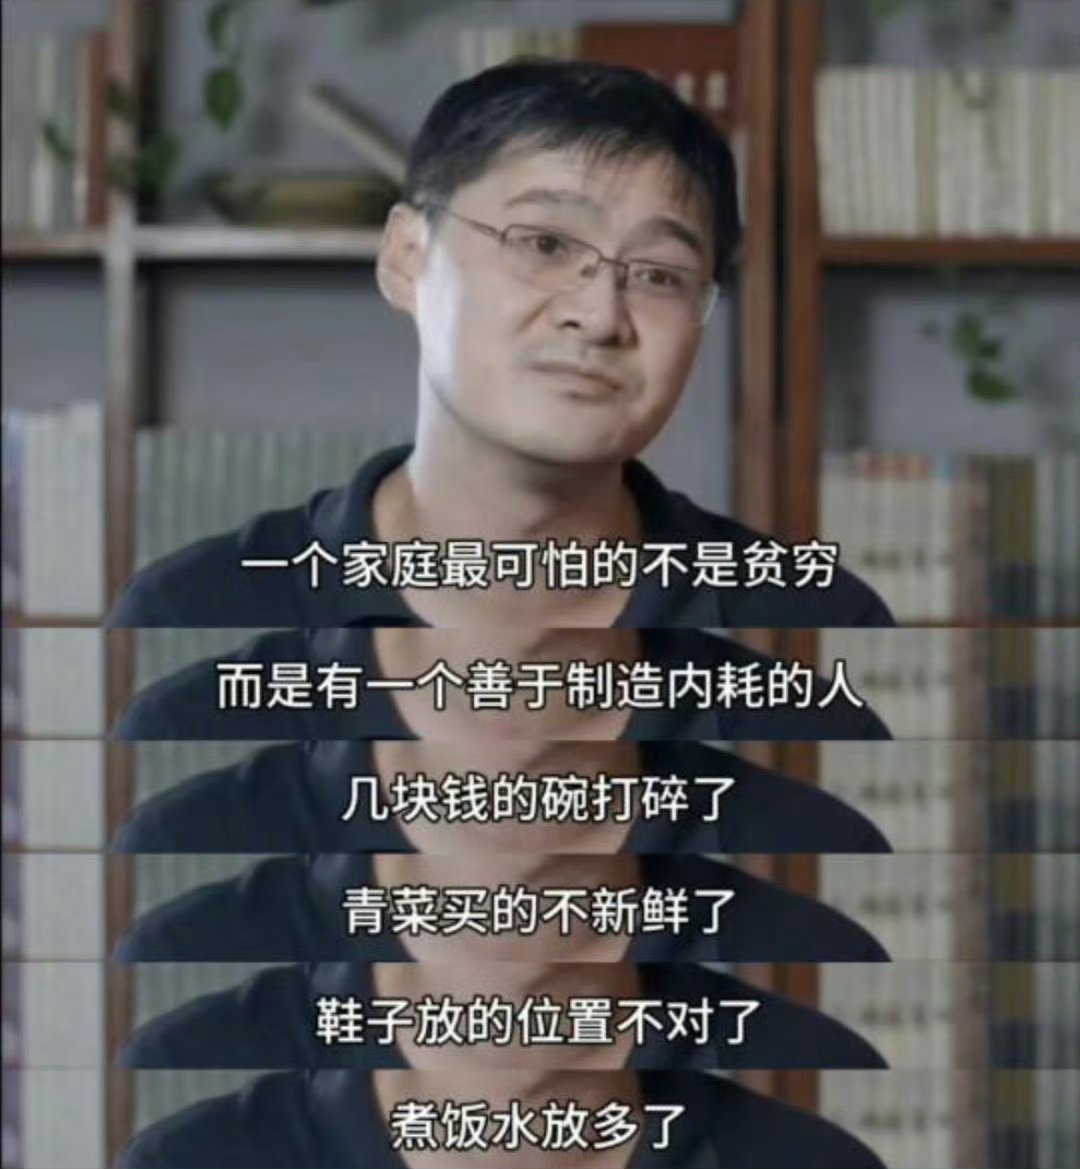 一个家庭最可怕的不是贫穷
而是有一个善于制造内耗的人
几块钱的碗打碎了
青菜买的不新鲜了
鞋子放的位置不对了
煮饭水放多了